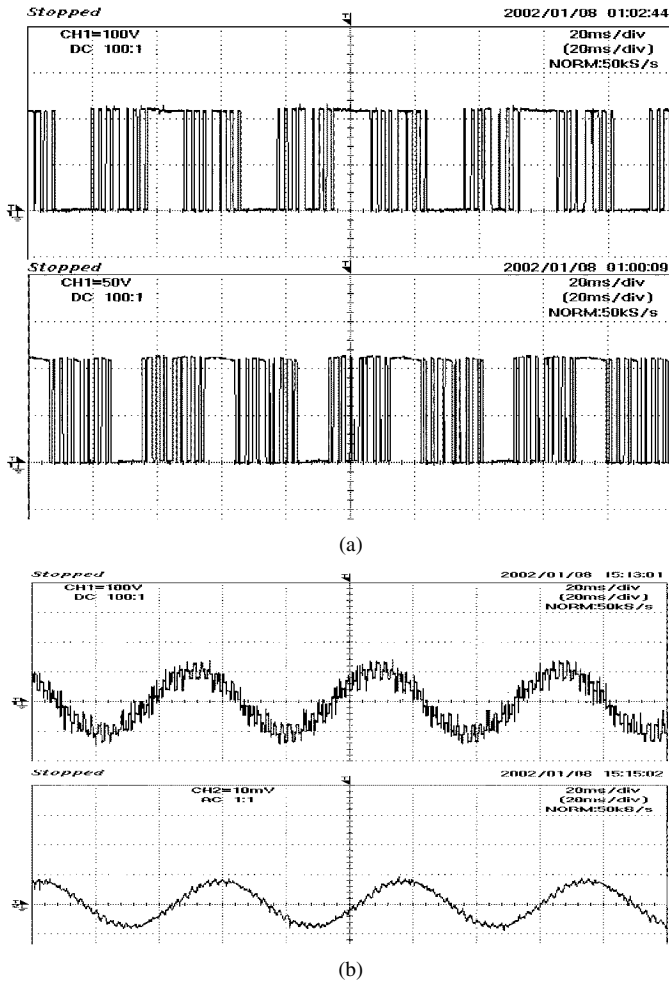 Stopped 2002/01/08 01:02:44
CH1=100V 20ms/div
DC 100:1 (20ms/div)
NORM:50kS/s
Stopped 2002/01/08 01:00:09
CH1=50V 20ms/div
DC 100:1 (20ms/div)
NORM:50kS/s
(a)
Stopped 2002/01/08 15:13:01
CH1=100V 20ms/div
DC 100:1 (20ms/div)
NORM:50kS/s
Stopped 2002/01/08 15:15:02
CH2=10mV 20ms/div
AC 1:1 (20ms/div)
NORM:50kS/s
(b)